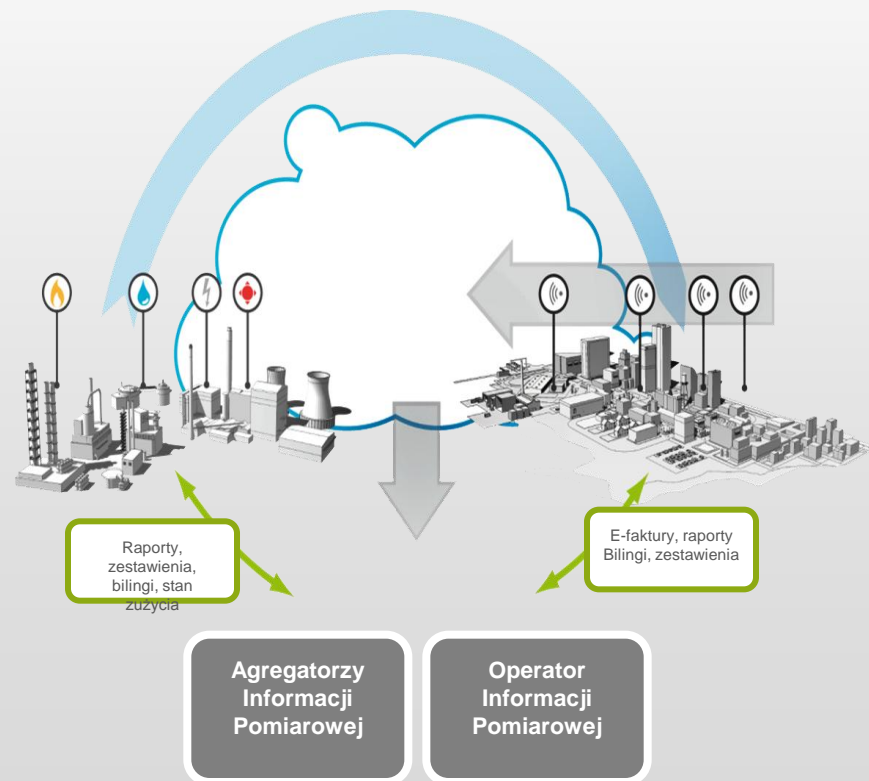 Raporty,
zestawienia,
bilingi, stan
zużycia
E-faktury, raporty
Bilingi, zestawienia
Agregatorzy
Informacji
Pomiarowej
Operator
Informacji
Pomiarowej